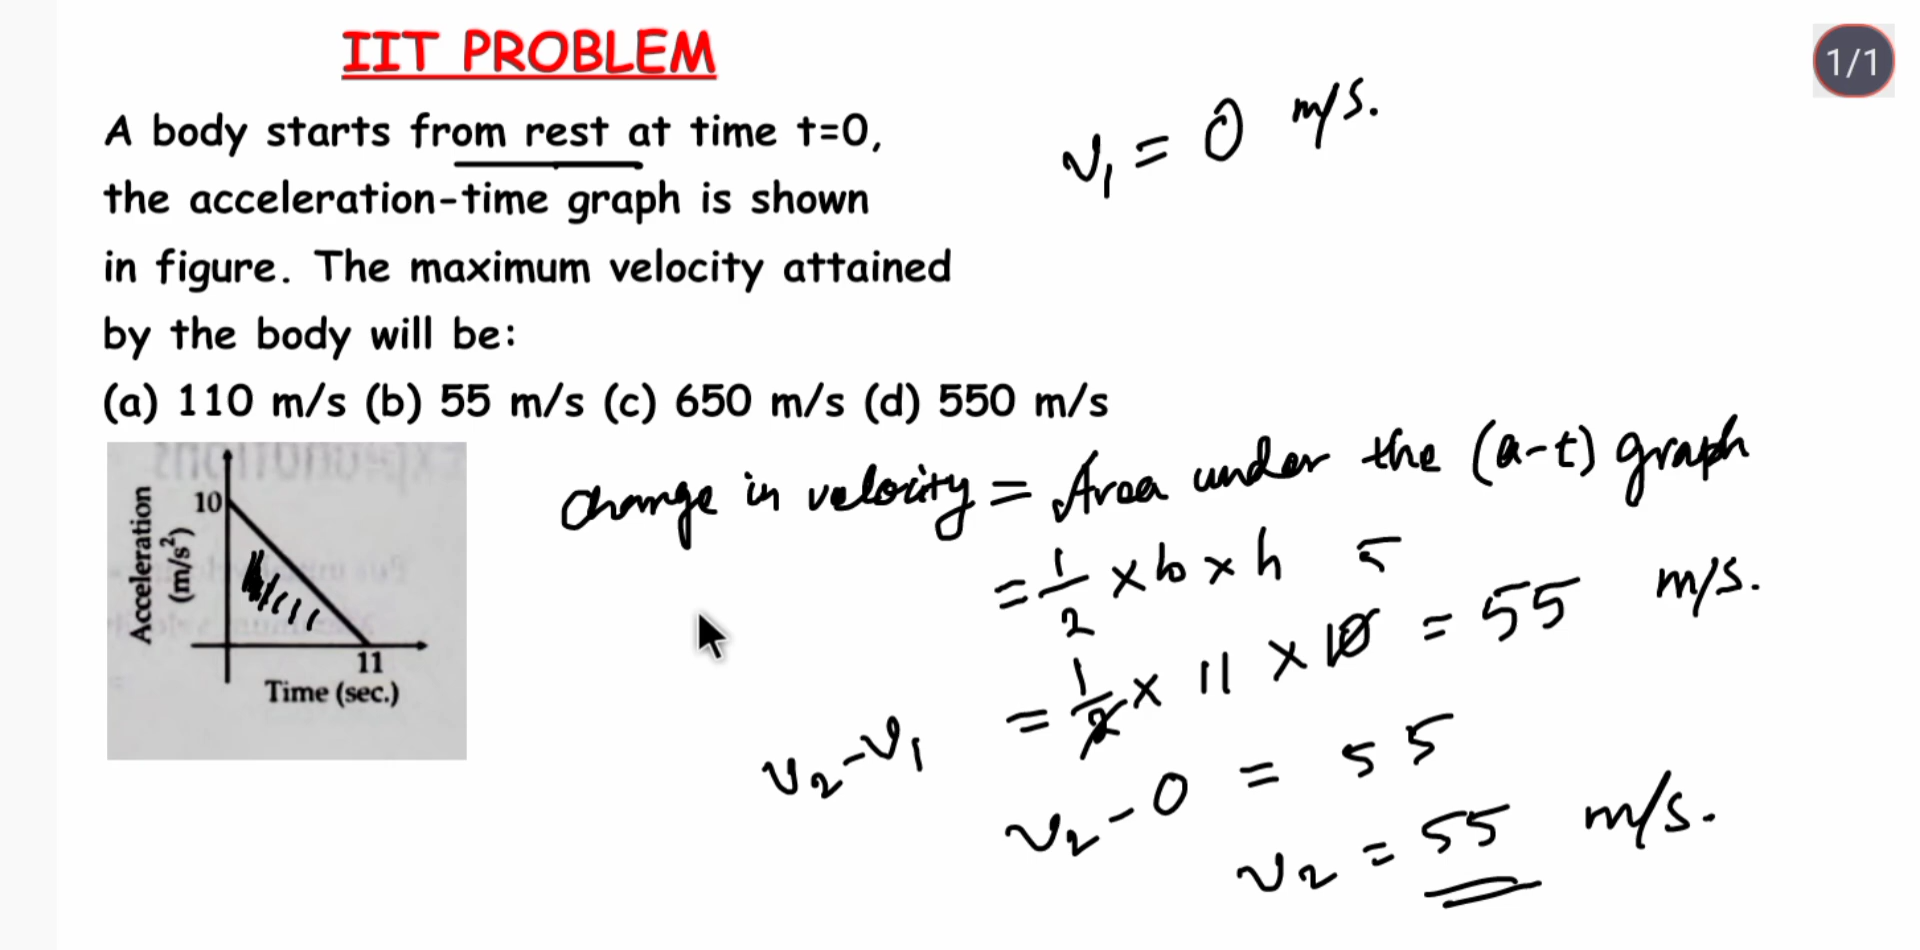 IIT PROBLEM
1/1
A body starts from rest at time t=0,
the acceleration-time graph is shown
in figure. The maximum velocity attained
by the body will be:
(a) 110 m/s (b) 55 m/s (c) 650 m/s (d) 550 m/s
v₁ = 0 m/s.
Acceleration
(m/s²)
10
11
Time (sec.)
change in velocity = Area under the (a-t) graph
= 1/2 × b × h
5
= 1/2 × 11 × 10 = 55 m/s.
v₂-v₁
v₂ - 0 = 55
v₂ = 55 m/s.